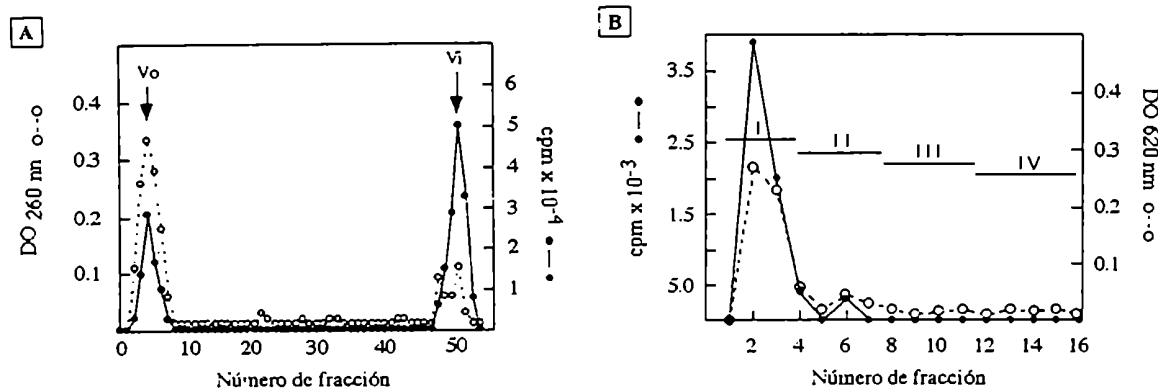 A
V
Vi
0.4
0.3
0.2
0.1
DO 260 nm
6
5
4
3
2
1
cpm x 10-4
0 10 20 30 40 50
Número de fracción
B
3.5
2.5
1.5
5.0
cpm x 10-3
I
II
III
IV
0.4
0.3
0.2
0.1
DO 620 nm
2 4 6 8 10 12 14 16
Número de fracción